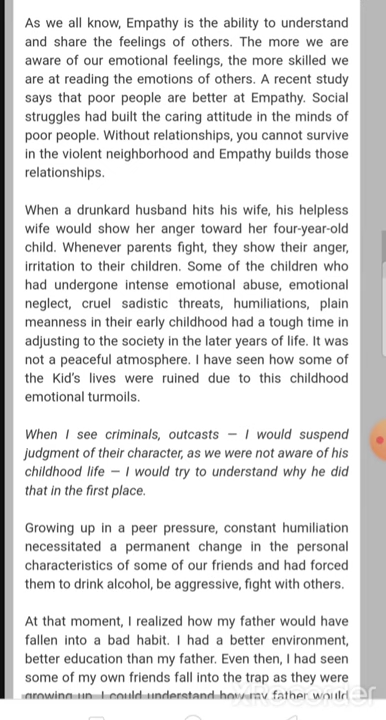 As we all know, Empathy is the ability to understand
and share the feelings of others. The more we are
aware of our emotional feelings, the more skilled we
are at reading the emotions of others. A recent study
says that poor people are better at Empathy. Social
struggles had built the caring attitude in the minds of
poor people. Without relationships, you cannot survive
in the violent neighborhood and Empathy builds those
relationships.
When a drunkard husband hits his wife, his helpless
wife would show her anger toward her four-year-old
child. Whenever parents fight, they show their anger,
irritation to their children. Some of the children who
had undergone intense emotional abuse, emotional
neglect, cruel sadistic threats, humiliations, plain
meanness in their early childhood had a tough time in
adjusting to the society in the later years of life. It was
not a peaceful atmosphere. I have seen how some of
the Kid's lives were ruined due to this childhood
emotional turmoils.
When I see criminals, outcasts — I would suspend
judgment of their character, as we were not aware of his
childhood life — I would try to understand why he did
that in the first place.
Growing up in a peer pressure, constant humiliation
necessitated a permanent change in the personal
characteristics of some of our friends and had forced
them to drink alcohol, be aggressive, fight with others.
At that moment, I realized how my father would have
fallen into a bad habit. I had a better environment,
better education than my father. Even then, I had seen
some of my own friends fall into the trap as they were
growing up. I could understand how my father would